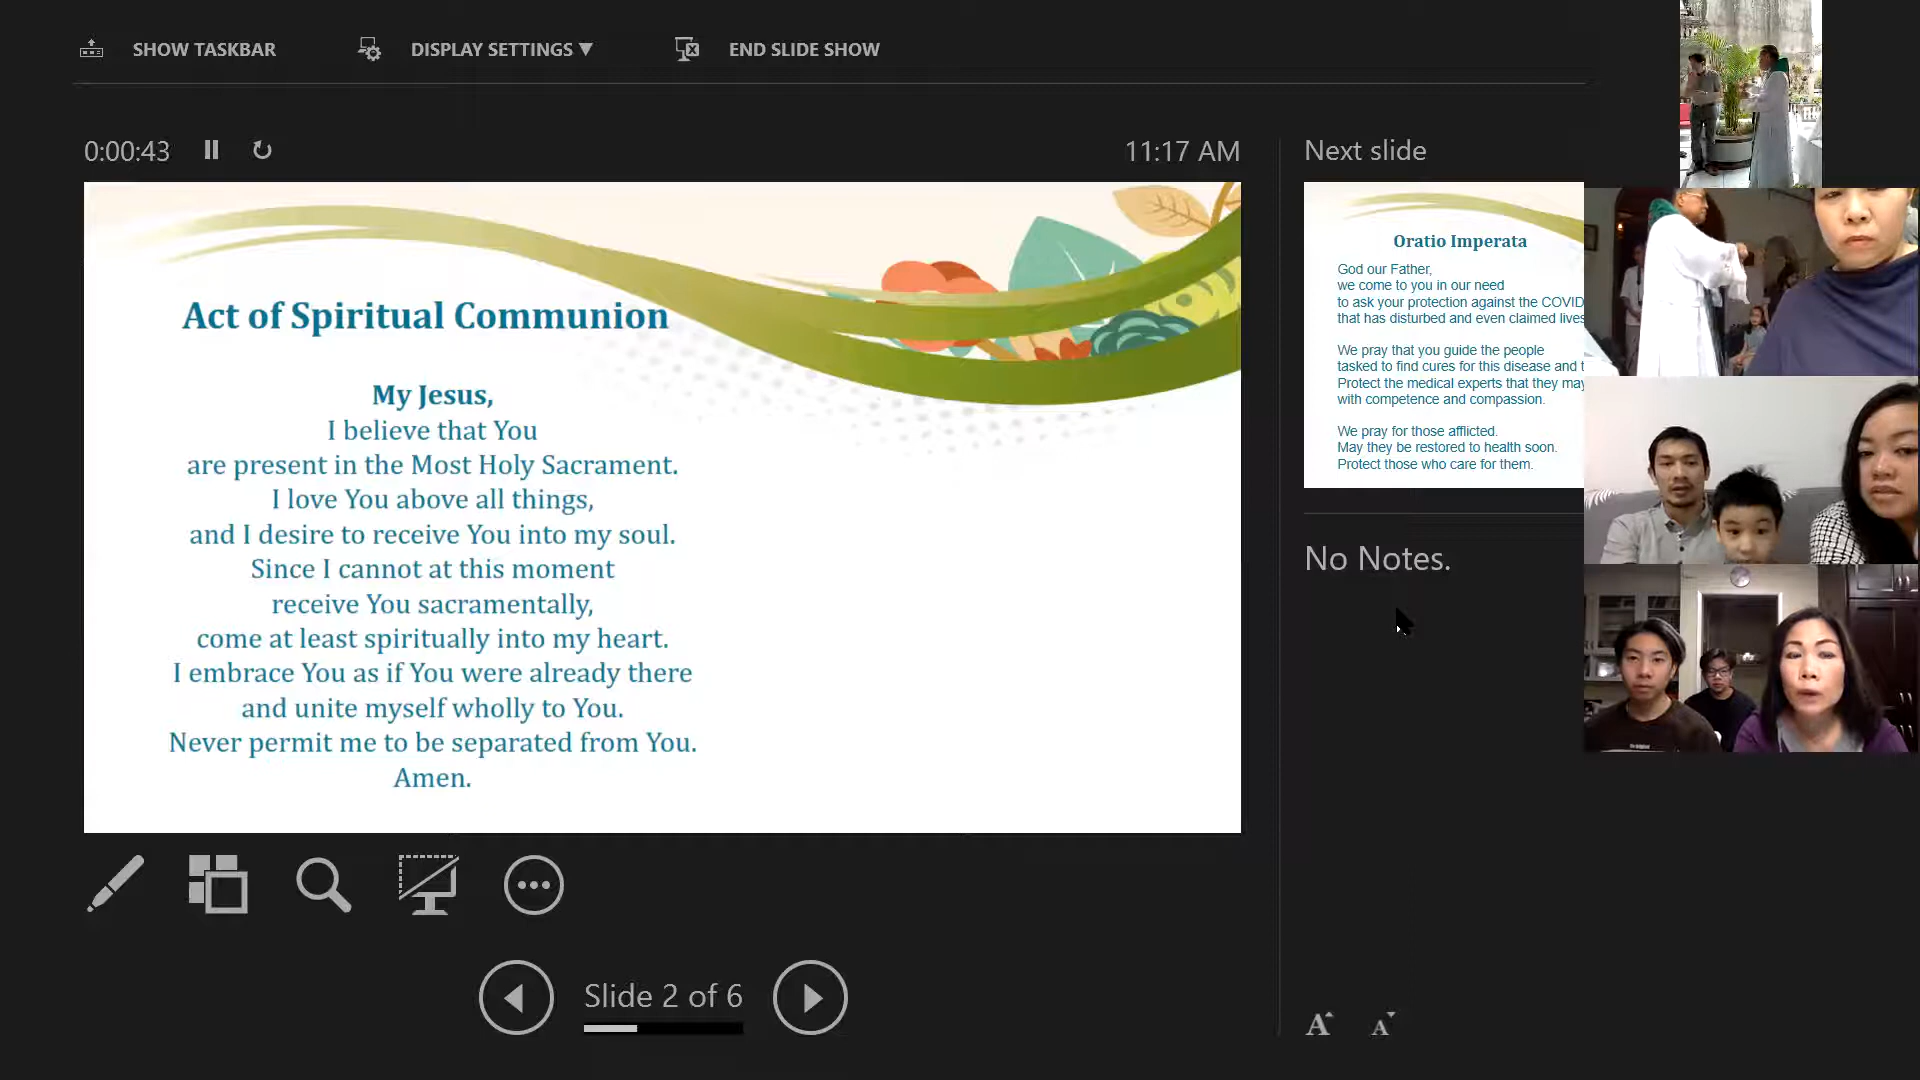 SHOW TASKBAR
DISPLAY SETTINGS ▼
END SLIDE SHOW
0:00:43
11:17 AM
Act of Spiritual Communion
My Jesus,
I believe that You
are present in the Most Holy Sacrament.
I love You above all things,
and I desire to receive You into my soul.
Since I cannot at this moment
receive You sacramentally,
come at least spiritually into my heart.
I embrace You as if You were already there
and unite myself wholly to You.
Never permit me to be separated from You.
Amen.
Slide 2 of 6
Next slide
Oratio Imperata
God our Father,
we come to you in our need
to ask your protection against the COVID
that has disturbed and even claimed lives
We pray that you guide the people
tasked to find cures for this disease and
Protect the medical experts that they may
with competence and compassion.
We pray for those afflicted.
May they be restored to health soon.
Protect those who care for them.
No Notes.
A A